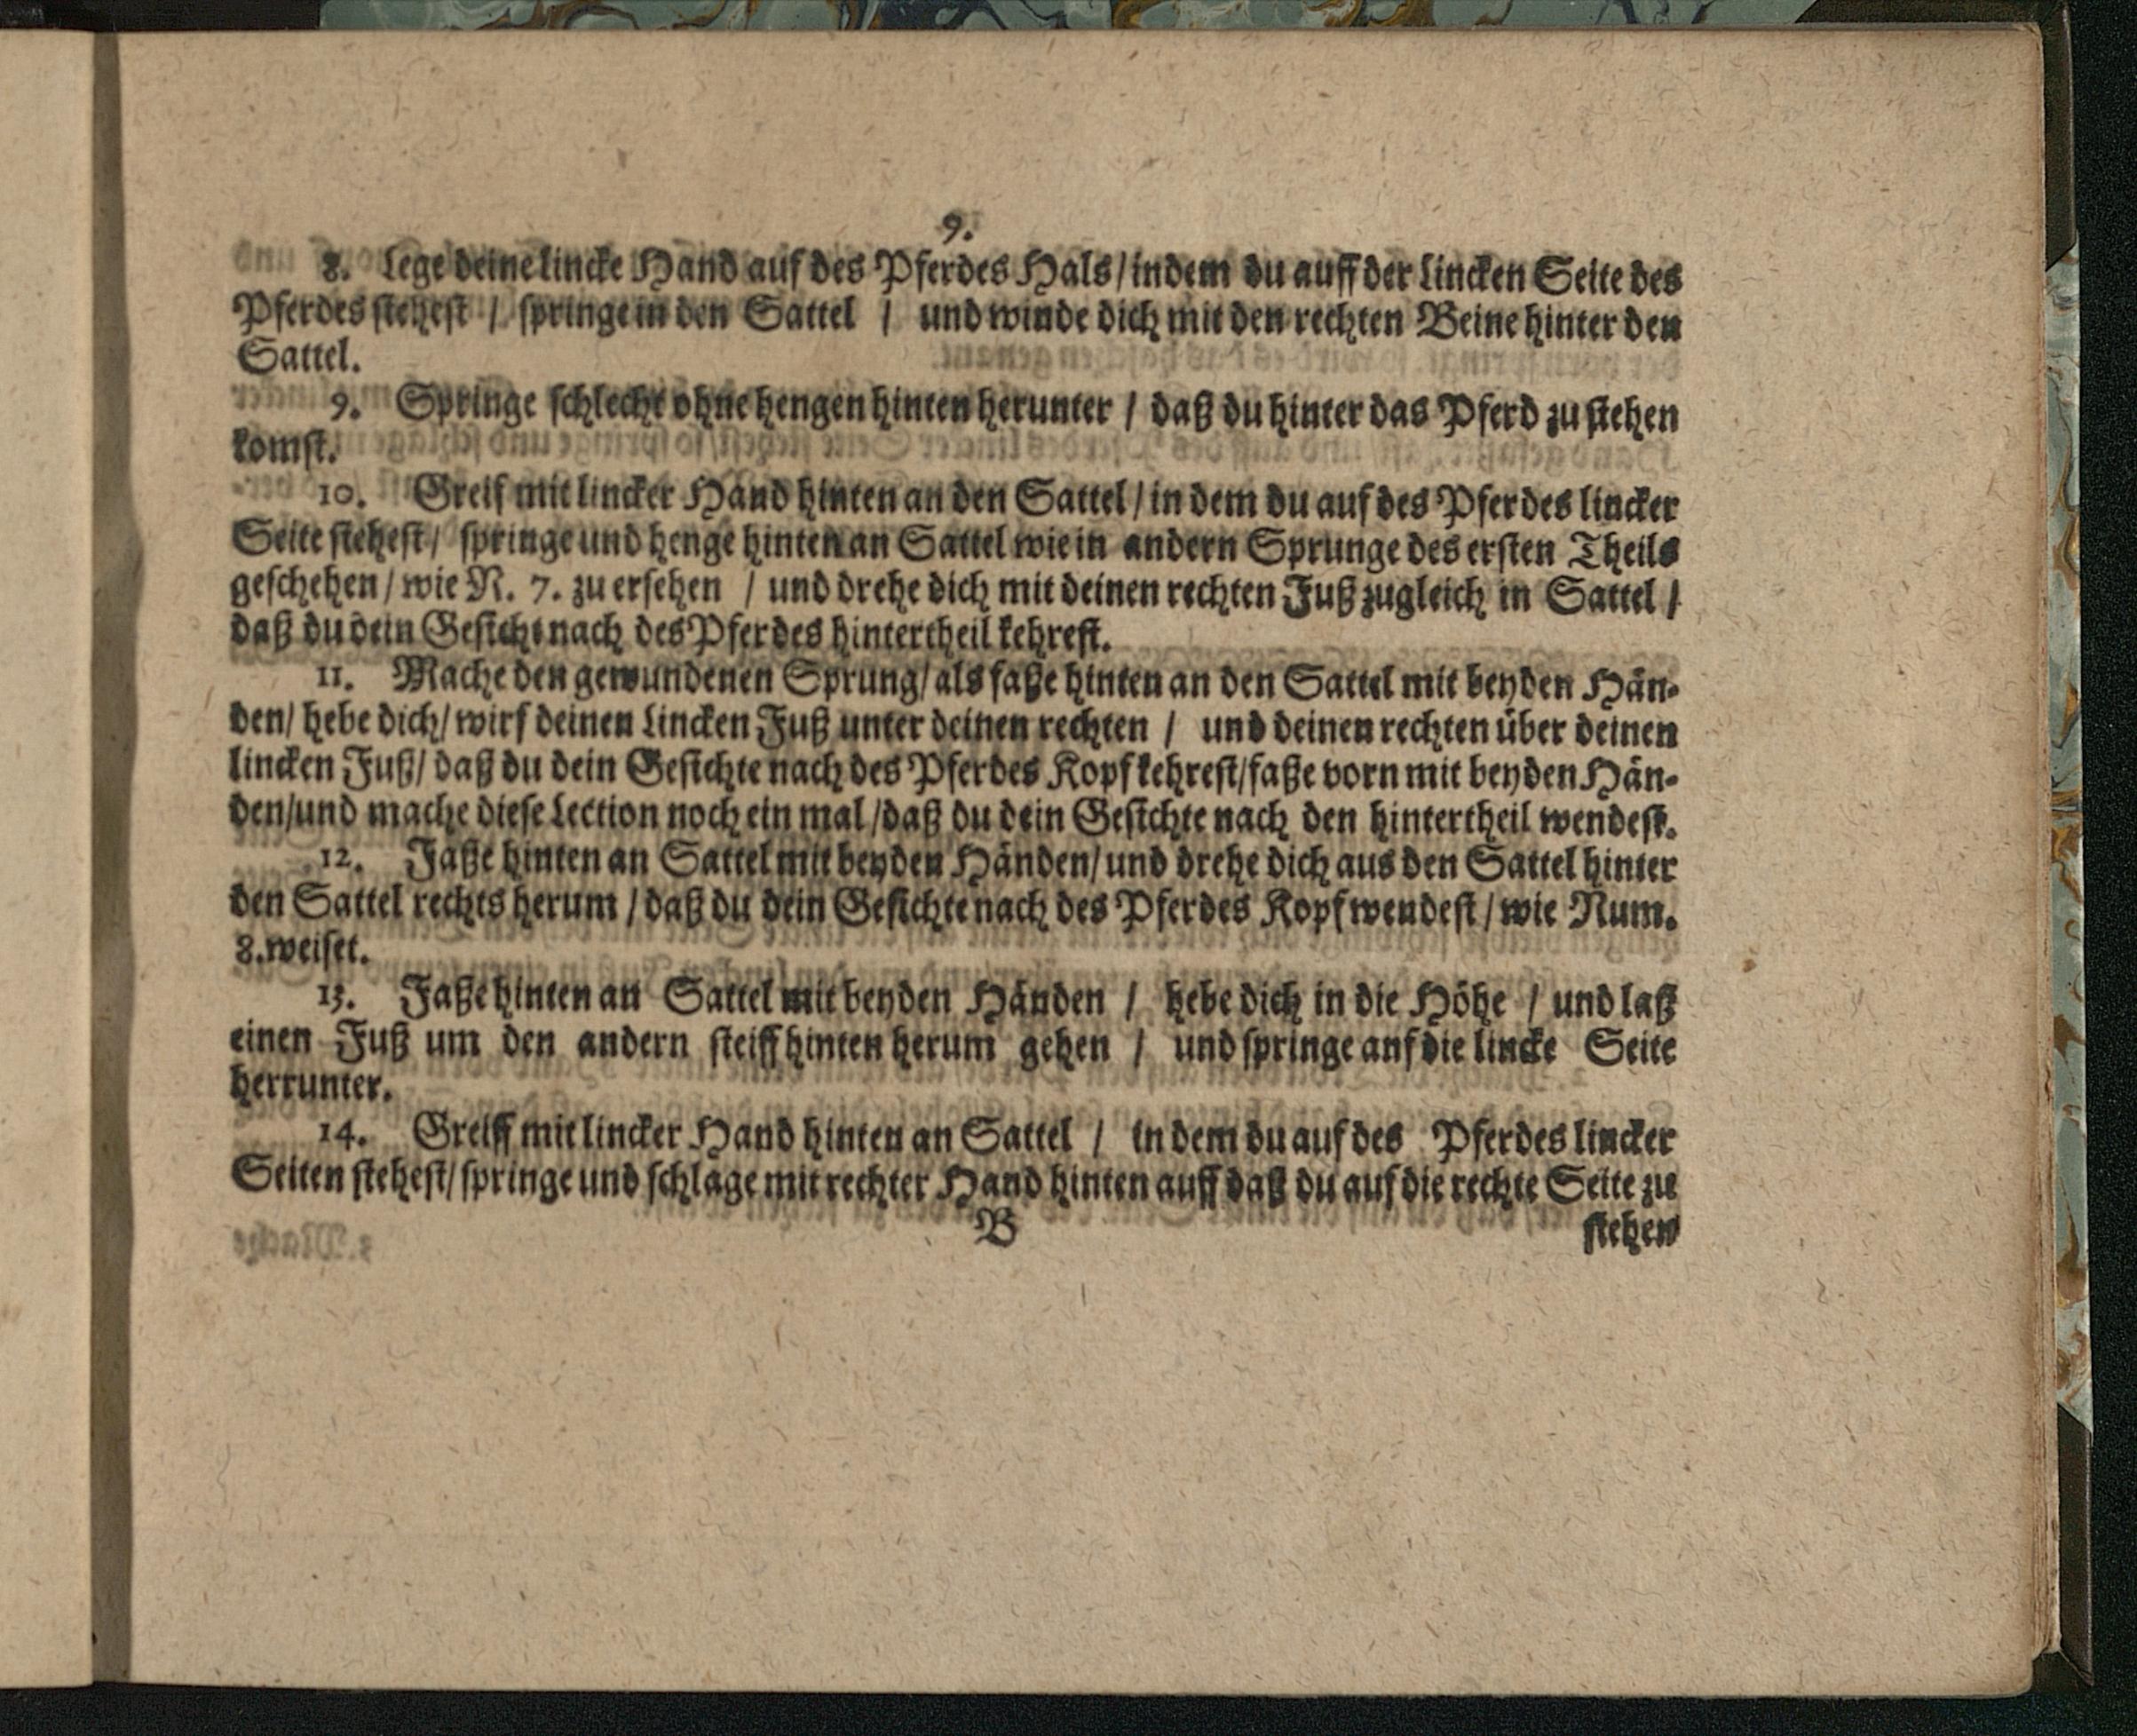 9.
8. Lege deine lincke Hand auf des Pferdes Hals / indem du auff der lincken Seite des
Pferdes stehest / springe in den Sattel / und winde dich mit den rechten Beine hinter den
Sattel.
9. Springe schlecht ohne hengen hinten herunter / daß du hinter das Pferd zu stehen
komst.
10. Greif mit lincker Hand hinten an den Sattel / in dem du auf des Pferdes lincker
Seite stehest / springe und henge hinten an Sattel wie in andern Sprunge des ersten Theils
geschehen / wie N. 7. zu ersehen / und drehe dich mit deinen rechten Fuß zugleich in Sattel /
daß du dein Gesicht nach des Pferdes hintertheil kehrest.
11. Mache den gewundenen Sprung / als faße hinten an den Sattel mit beyden Hän-
den / hebe dich / wirf deinen lincken Fuß unter deinen rechten / und deinen rechten über deinen
lincken Fuß / daß du dein Gesichte nach des Pferdes Kopf kehrest / faße vorn mit beyden Hän-
den / und mache diese Lection noch ein mal / daß du dein Gesichte nach den hintertheil wendest.
12. Faße hinten an Sattel mit beyden Händen / und drehe dich aus den Sattel hinter
den Sattel rechts herum / daß du dein Gesichte nach des Pferdes Kopf wendest / wie Num.
8. weiset.
13. Faße hinten an Sattel mit beyden Händen / hebe dich in die Höhe / und laß
einen Fuß um den andern steiff hinten herum gehen / und springe anf die lincke Seite
herrunter.
14. Greiff mit lincker Hand hinten an Sattel / in dem du auf des Pferdes lincker
Seiten stehest / springe und schlage mit rechter Hand hinten auff daß du auf die rechte Seite zu
B stehen